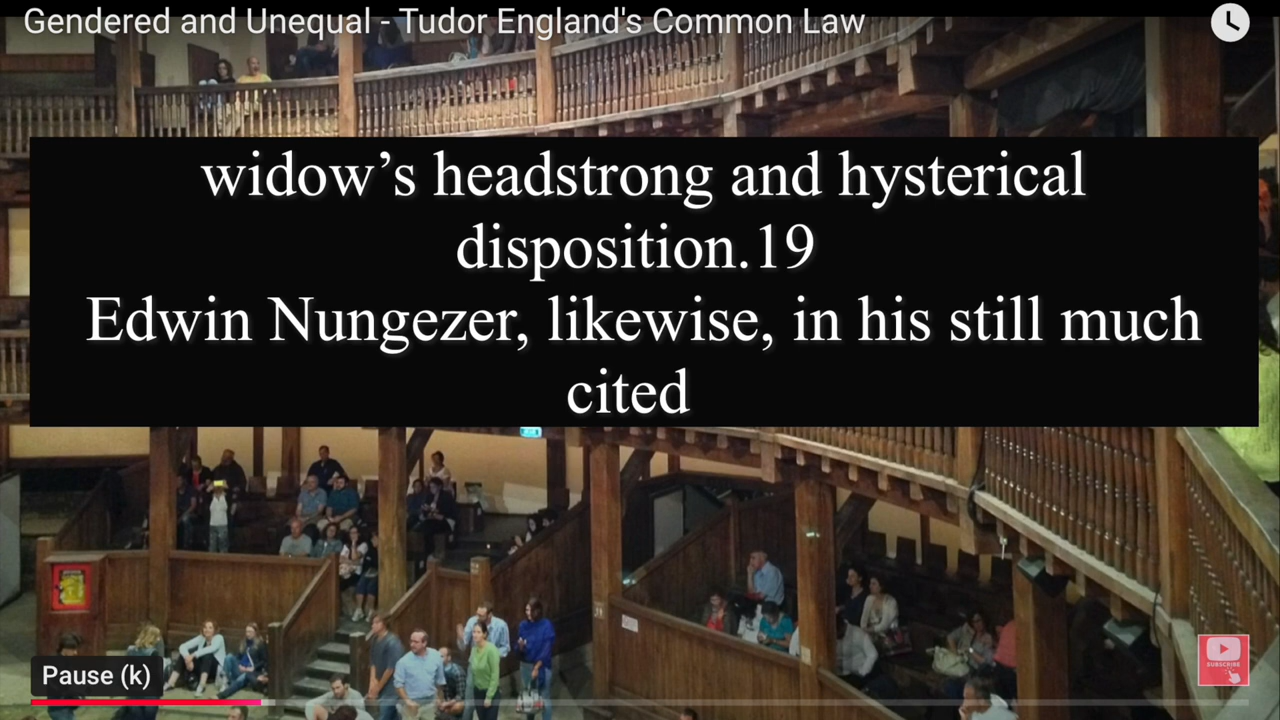 Gendered and Unequal - Tudor England's Common Law
widow’s headstrong and hysterical
disposition.19
Edwin Nungezer, likewise, in his still much
cited
SUBSCRIBE
Pause (k)